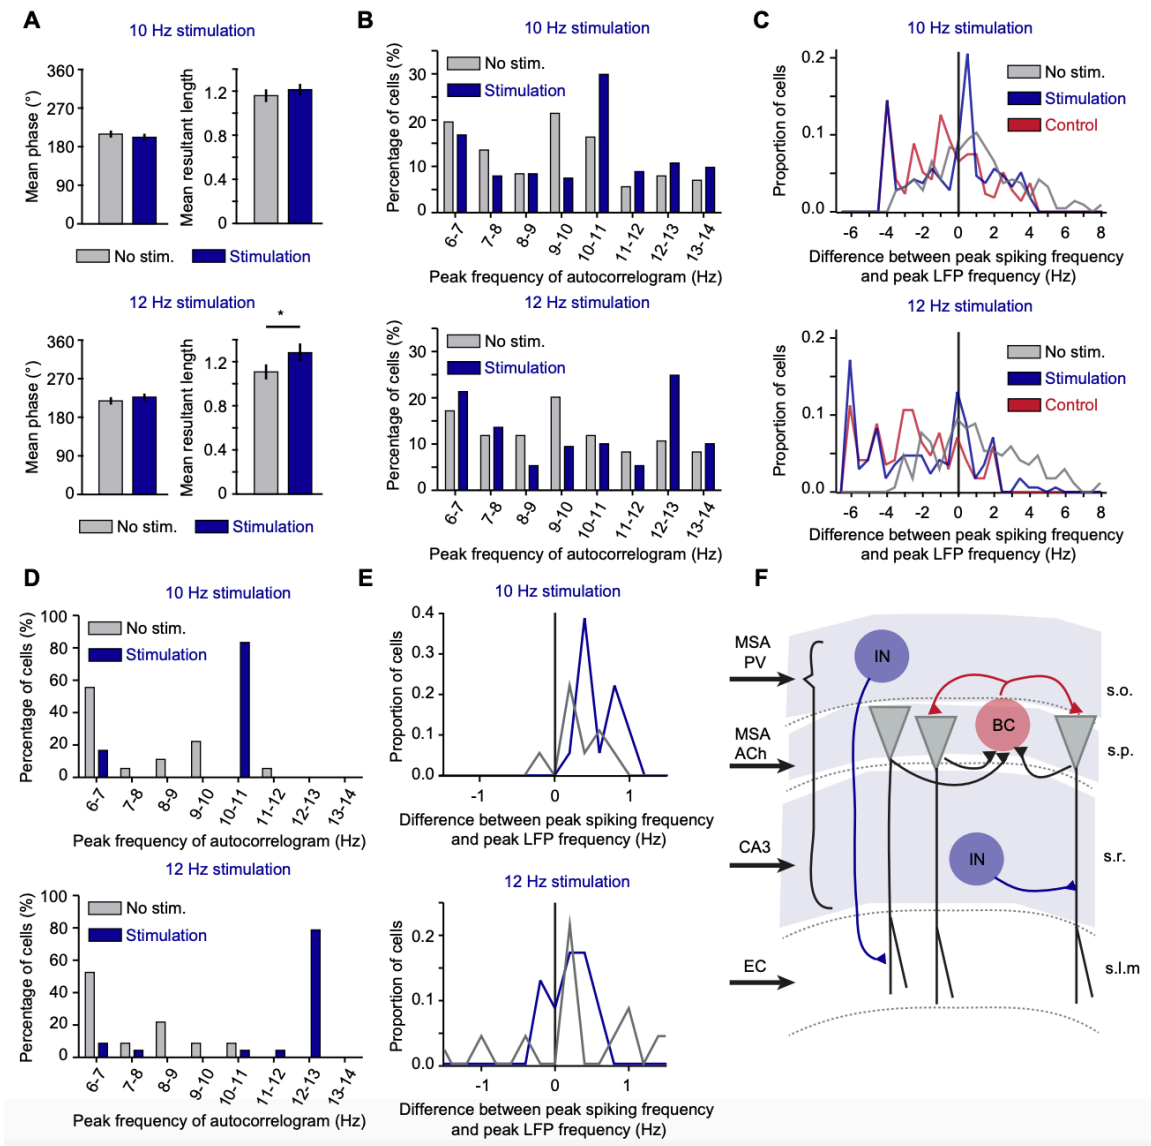 A
10 Hz stimulation
Mean phase (°)
360
270
180
90
0
Mean resultant length
1.2
0.8
0.4
0
No stim.
Stimulation
12 Hz stimulation
Mean phase (°)
360
270
180
90
0
*
Mean resultant length
1.2
0.8
0.4
0
No stim.
Stimulation
B
10 Hz stimulation
Percentage of cells (%)
30
20
10
0
No stim.
Stimulation
6-7
7-8
8-9
9-10
10-11
11-12
12-13
13-14
Peak frequency of autocorrelogram (Hz)
12 Hz stimulation
Percentage of cells (%)
30
20
10
0
No stim.
Stimulation
6-7
7-8
8-9
9-10
10-11
11-12
12-13
13-14
Peak frequency of autocorrelogram (Hz)
C
10 Hz stimulation
Proportion of cells
0.2
0.1
0.0
No stim.
Stimulation
Control
-6 -4 -2 0 2 4 6 8
Difference between peak spiking frequency
and peak LFP frequency (Hz)
12 Hz stimulation
Proportion of cells
0.2
0.1
0.0
No stim.
Stimulation
Control
-6 -4 -2 0 2 4 6 8
Difference between peak spiking frequency
and peak LFP frequency (Hz)
D
10 Hz stimulation
Percentage of cells (%)
100
80
60
40
20
0
No stim.
Stimulation
6-7
7-8
8-9
9-10
10-11
11-12
12-13
13-14
Peak frequency of autocorrelogram (Hz)
12 Hz stimulation
Percentage of cells (%)
100
80
60
40
20
0
No stim.
Stimulation
6-7
7-8
8-9
9-10
10-11
11-12
12-13
13-14
Peak frequency of autocorrelogram (Hz)
E
10 Hz stimulation
Proportion of cells
0.4
0.3
0.2
0.1
0.0
-1 0 1
Difference between peak spiking frequency
and peak LFP frequency (Hz)
12 Hz stimulation
Proportion of cells
0.2
0.1
0.0
-1 0 1
Difference between peak spiking frequency
and peak LFP frequency (Hz)
F
MSA
PV
IN
s.o.
MSA
ACh
BC
s.p.
CA3
IN
s.r.
EC
s.l.m